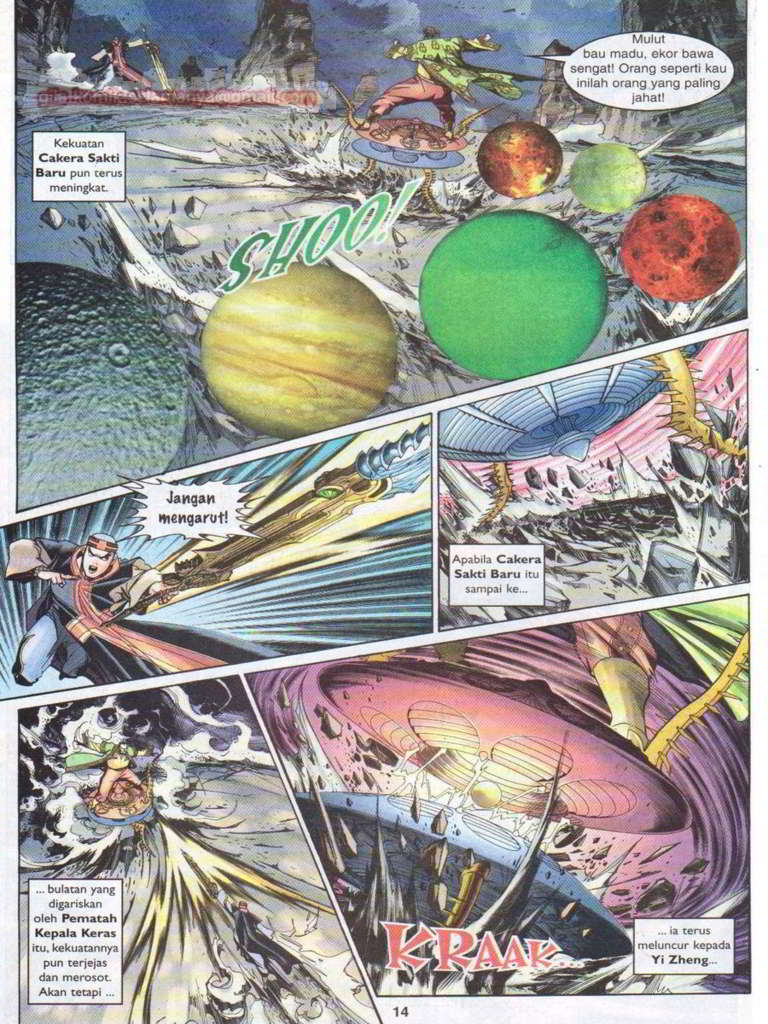 Mulut
bau madu, ekor bawa
sengat! Orang seperti kau
inilah orang yang paling
jahat!
Kekuatan
Cakera Sakti
Baru pun terus
meningkat.
SHOO!
Jangan
mengarut!
Apabila Cakera
Sakti Baru itu
sampai ke...
... bulatan yang
digariskan
oleh Pematah
Kepala Keras
itu, kekuatannya
pun terjejas
dan merosot.
Akan tetapi ...
KRAAK...
... ia terus
meluncur kepada
Yi Zheng...
14